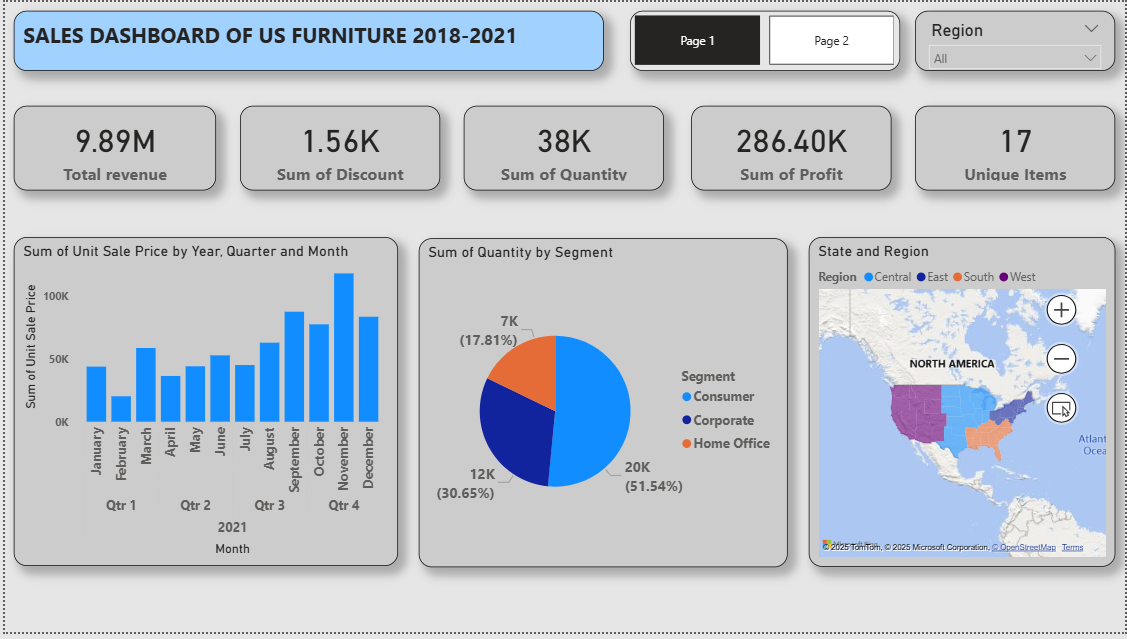 SALES DASHBOARD OF US FURNITURE 2018-2021
Page 1
Page 2
Region
All
9.89M
Total revenue
1.56K
Sum of Discount
38K
Sum of Quantity
286.40K
Sum of Profit
17
Unique Items
Sum of Unit Sale Price by Year, Quarter and Month
Sum of Unit Sale Price
100K
50K
0K
January
February
March
April
May
June
July
August
September
October
November
December
Qtr 1
Qtr 2
Qtr 3
Qtr 4
2021
Month
Sum of Quantity by Segment
7K
(17.81%)
12K
(30.65%)
20K
(51.54%)
Segment
Consumer
Corporate
Home Office
State and Region
Region Central East South West
NORTH AMERICA
Atlant
Ocea
© 2025 TomTom, © 2025 Microsoft Corporation, © OpenStreetMap Terms